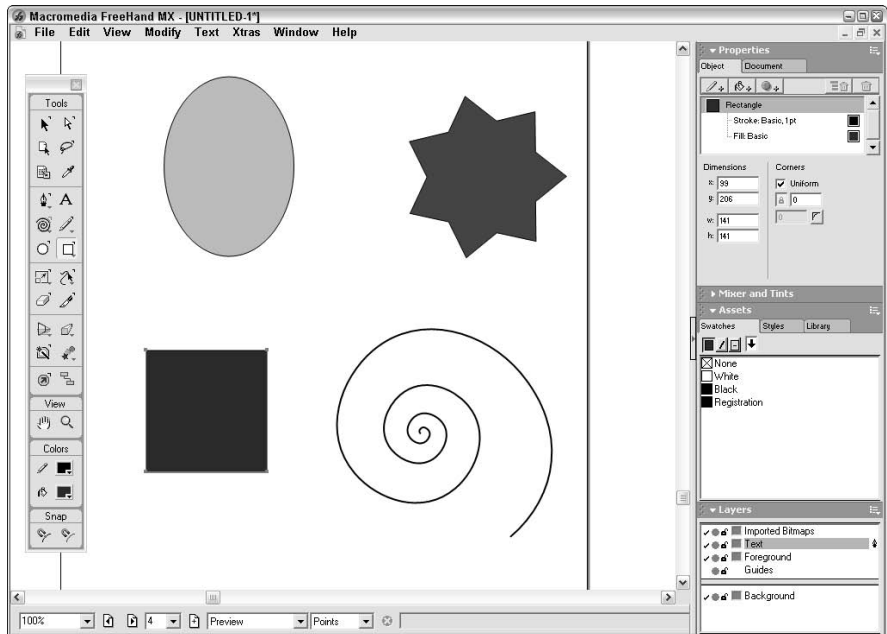 Macromedia FreeHand MX - [UNTITLED-1*]
File Edit View Modify Text Xtras Window Help
Tools
A
View
Colors
Snap
Properties
Object Document
Rectangle
Stroke: Basic, 1pt
Fill: Basic
Dimensions Corners
x: 99 Uniform
y: 206 0
w: 141 0
h: 141
Mixer and Tints
Assets
Swatches Styles Library
None
White
Black
Registration
Layers
Imported Bitmaps
Text
Foreground
Guides
Background
100% 4 Preview Points